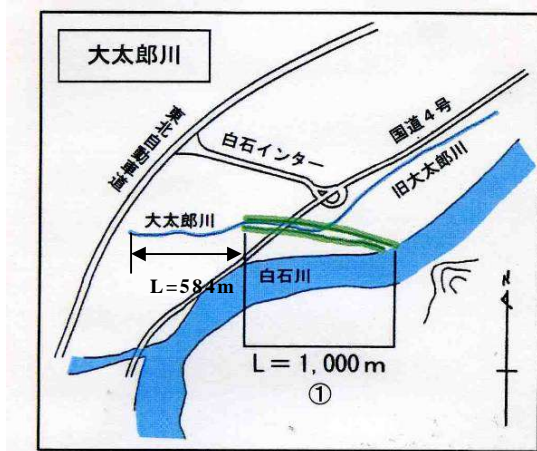 大太郎川
東北自動車道
白石インター
国道4号
旧大太郎川
大太郎川
L=584m
白石川
N
L=1,000m
①